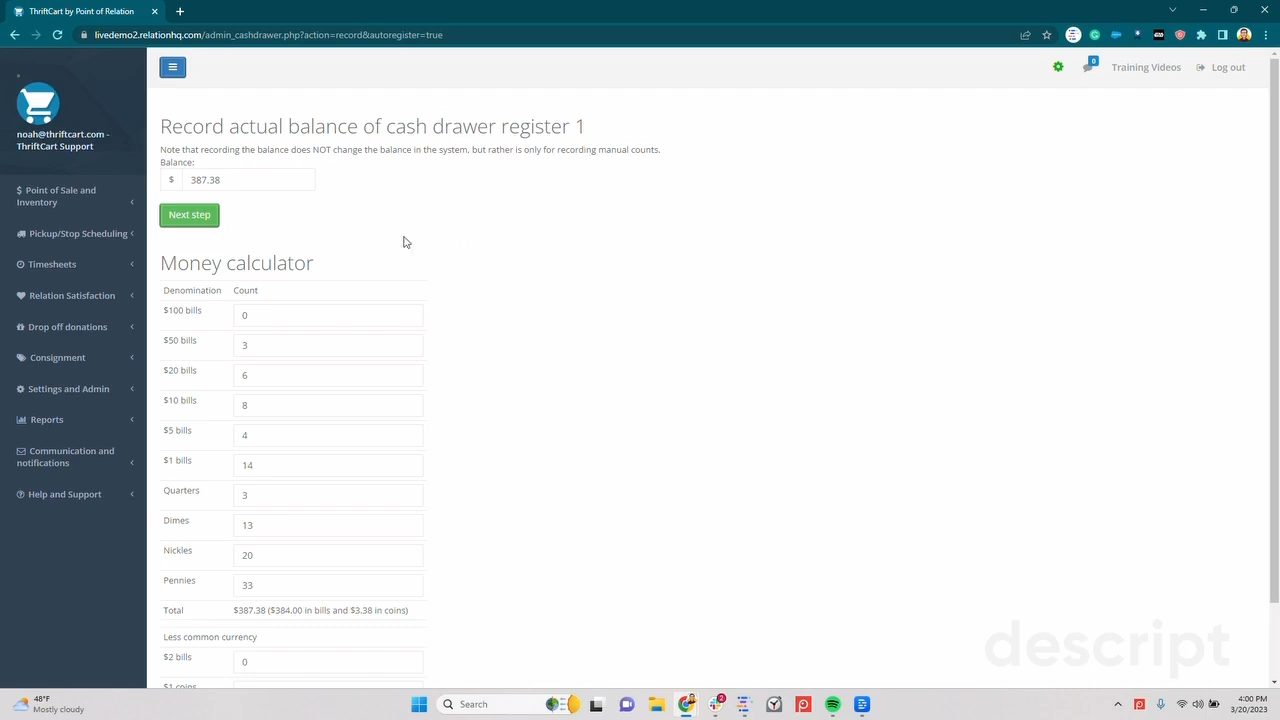 ThriftCart by Point of Relation
livedemo2.relationhq.com/admin_cashdrawer.php?action=record&autoregister=true
0
Training Videos
Log out
noah@thriftcart.com -
ThriftCart Support
Point of Sale and
Inventory
Pickup/Stop Scheduling
Timesheets
Relation Satisfaction
Drop off donations
Consignment
Settings and Admin
Reports
Communication and
notifications
Help and Support
Record actual balance of cash drawer register 1
Note that recording the balance does NOT change the balance in the system, but rather is only for recording manual counts.
Balance:
$ 387.38
Next step
Money calculator
Denomination Count
$100 bills 0
$50 bills 3
$20 bills 6
$10 bills 8
$5 bills 4
$1 bills 14
Quarters 3
Dimes 13
Nickles 20
Pennies 33
Total $387.38 ($384.00 in bills and $3.38 in coins)
Less common currency
$2 bills 0
$1 coins
descript
48°F
Mostly cloudy
Search
2
4:00 PM
3/20/2023